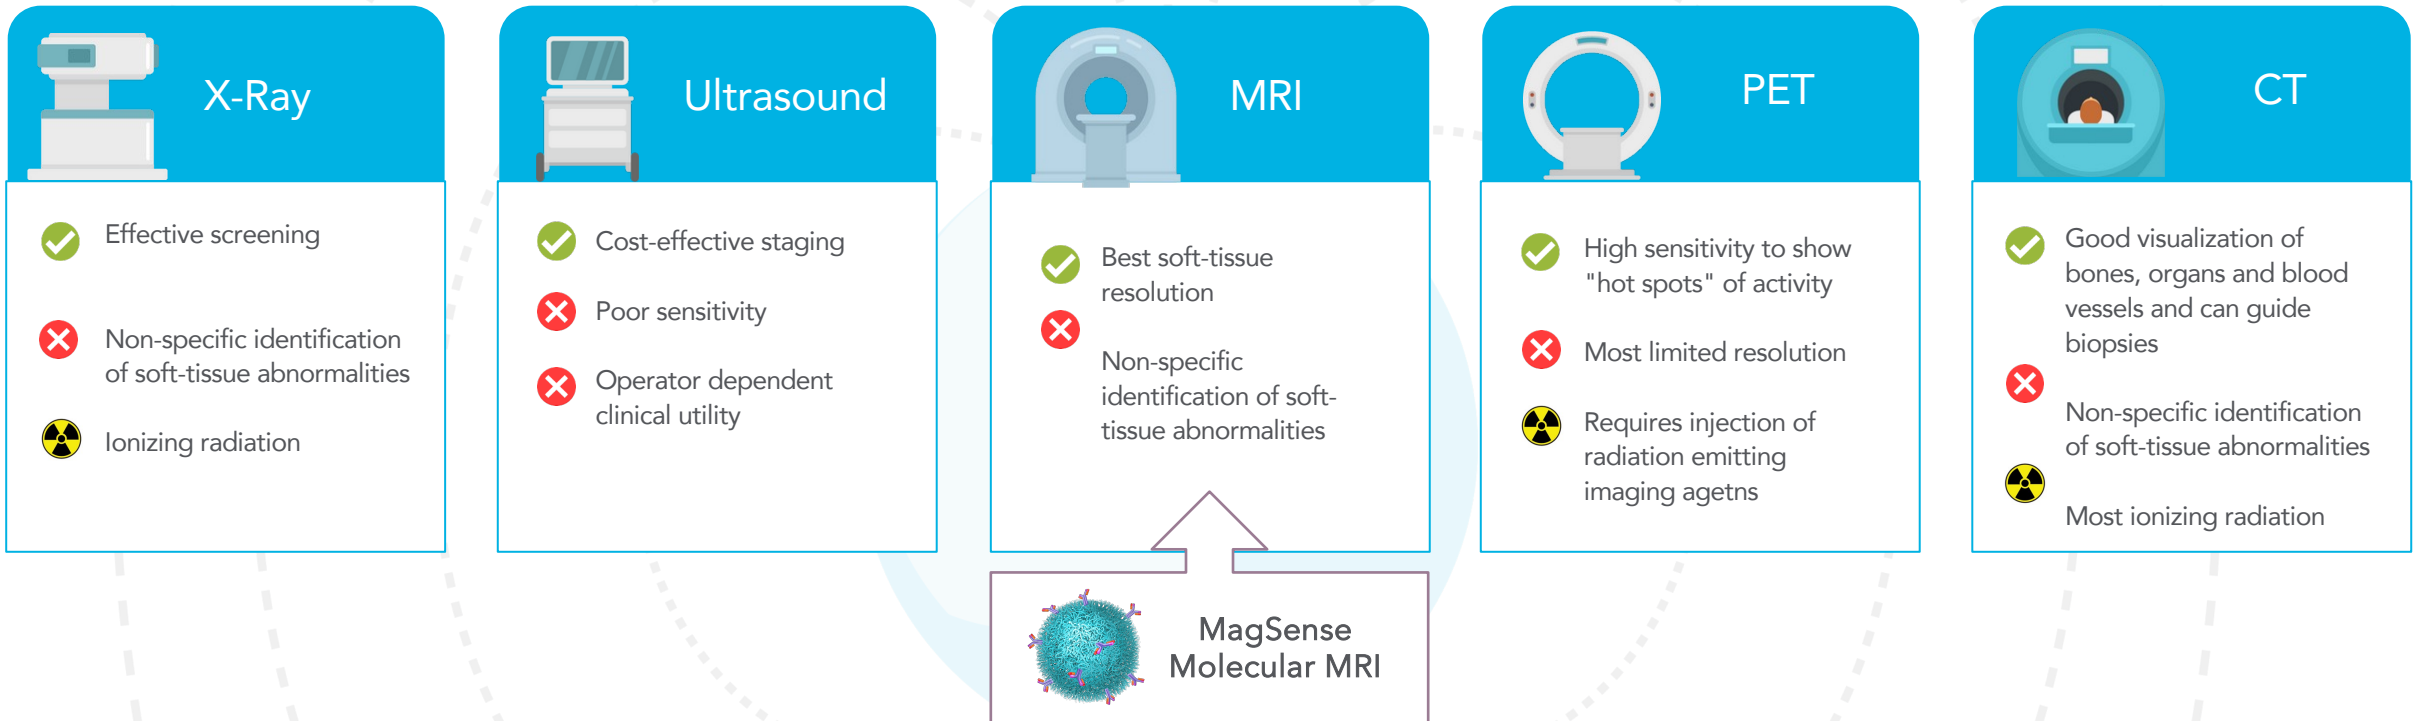 X-Ray
Effective screening
Non-specific identification
of soft-tissue abnormalities
Ionizing radiation
Ultrasound
Cost-effective staging
Poor sensitivity
Operator dependent
clinical utility
MRI
Best soft-tissue
resolution
Non-specific
identification of soft-
tissue abnormalities
MagSense
Molecular MRI
PET
High sensitivity to show
"hot spots" of activity
Most limited resolution
Requires injection of
radiation emitting
imaging agetns
CT
Good visualization of
bones, organs and blood
vessels and can guide
biopsies
Non-specific identification
of soft-tissue abnormalities
Most ionizing radiation